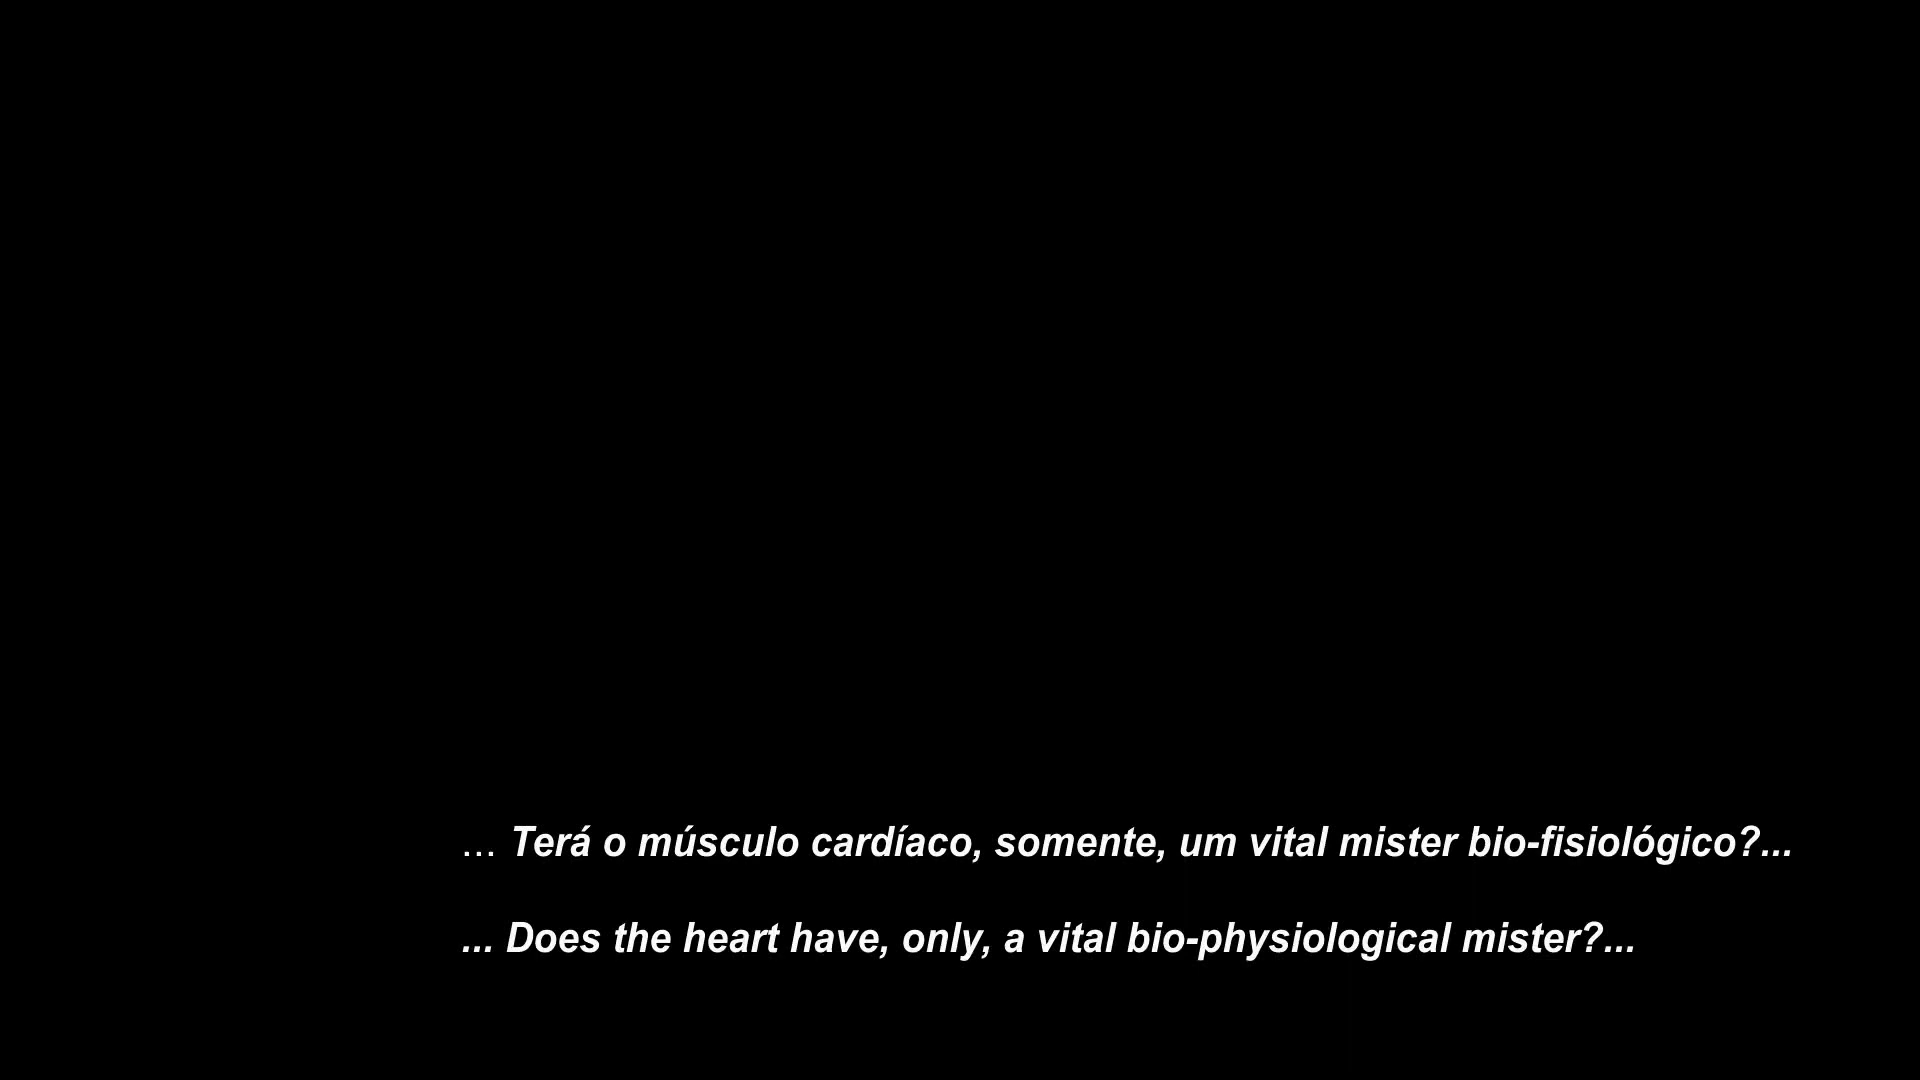 ... Terá o músculo cardíaco, somente, um vital mister bio-fisiológico?...
... Does the heart have, only, a vital bio-physiological mister?...